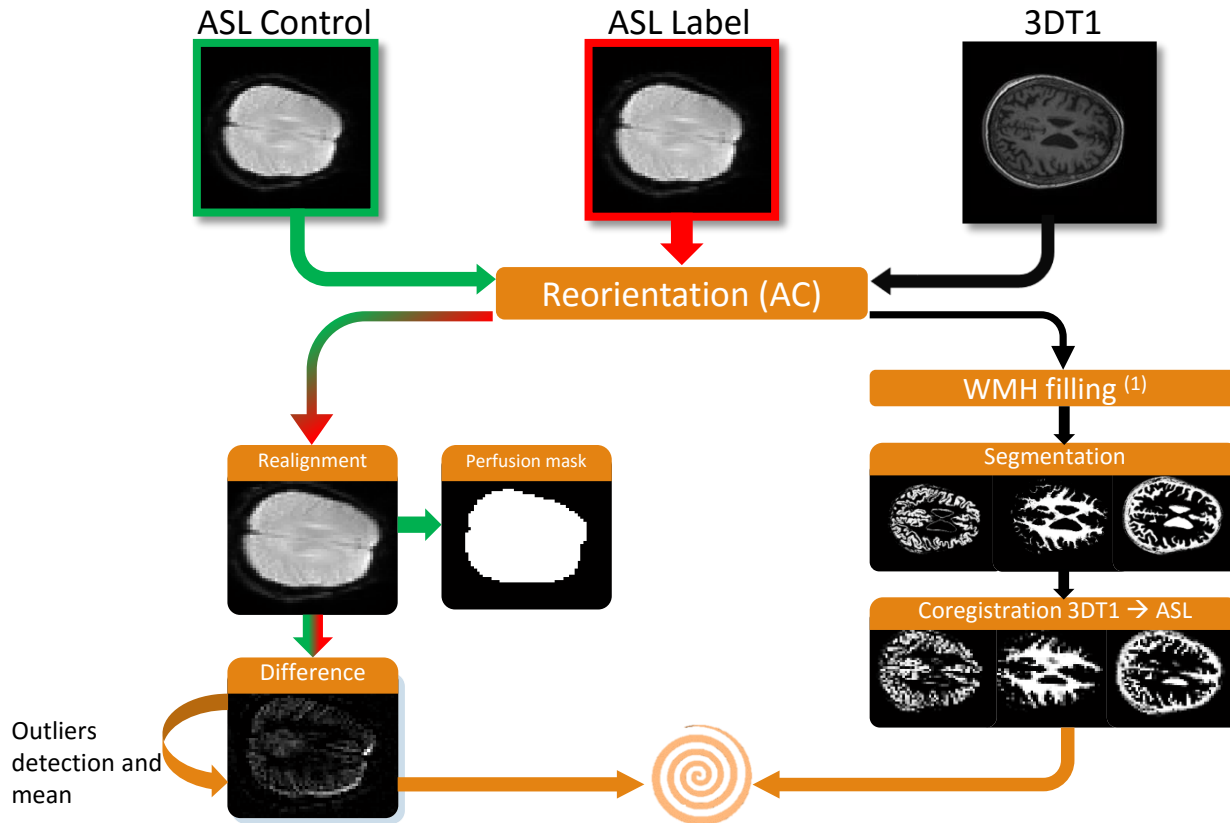 ASL Control
ASL Label
3DT1
Reorientation (AC)
WMH filling (1)
Realignment
Perfusion mask
Segmentation
Coregistration 3DT1 → ASL
Difference
Outliers
detection and
mean